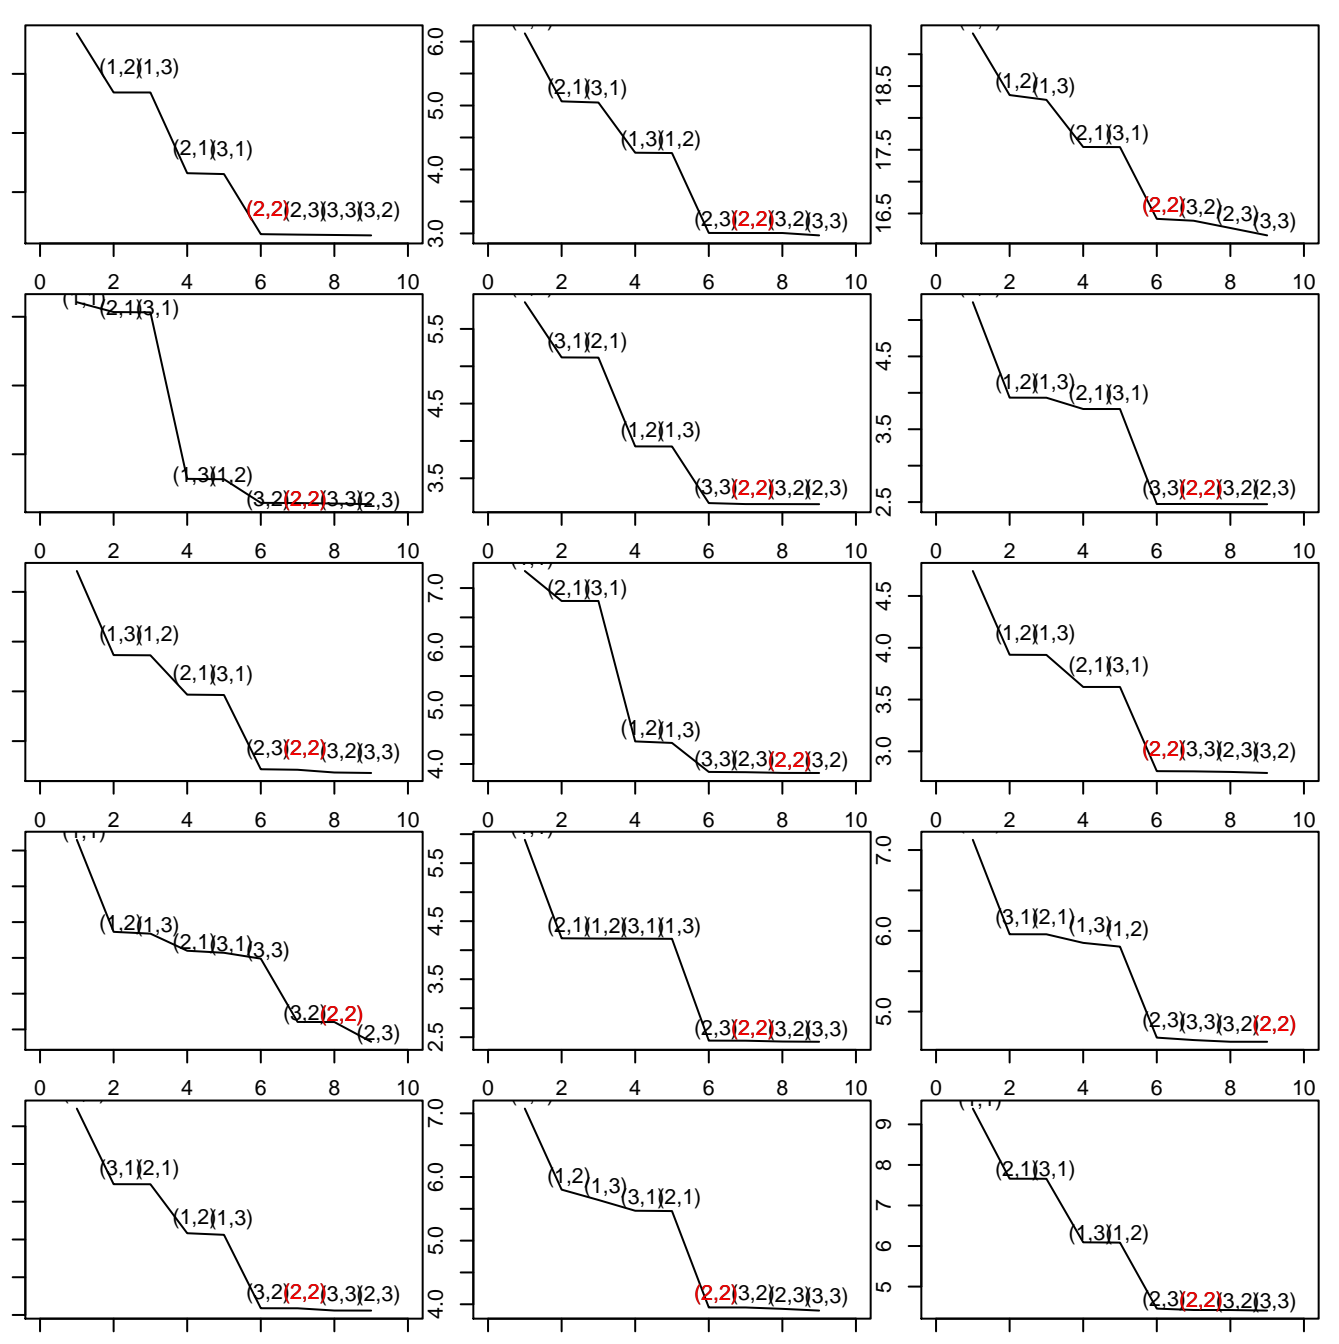 (1,2) (1,3)
(2,1) (3,1)
(2,2) (2,3) (3,3) (3,2)
6.0
5.0
4.0
3.0
(2,1) (3,1)
(1,3) (1,2)
(2,3) (2,2) (3,2) (3,3)
18.5
17.5
16.5
(1,2) (1,3)
(2,1) (3,1)
(2,2) (3,2) (2,3) (3,3)
0 2 4 6 8 10
0 2 4 6 8 10
0 2 4 6 8 10
(1,1) (2,1) (3,1)
(1,3) (1,2)
(3,2) (2,2) (3,3) (2,3)
5.5
4.5
3.5
(3,1) (2,1)
(1,2) (1,3)
(3,3) (2,2) (3,2) (2,3)
4.5
3.5
2.5
(1,2) (1,3) (2,1) (3,1)
(3,3) (2,2) (3,2) (2,3)
0 2 4 6 8 10
0 2 4 6 8 10
0 2 4 6 8 10
(1,3) (1,2)
(2,1) (3,1)
(2,3) (2,2) (3,2) (3,3)
7.0
6.0
5.0
4.0
(2,1) (3,1)
(1,2) (1,3)
(3,3) (2,3) (2,2) (3,2)
4.5
4.0
3.5
3.0
(1,2) (1,3)
(2,1) (3,1)
(2,2) (3,3) (2,3) (3,2)
0 2 4 6 8 10
0 2 4 6 8 10
0 2 4 6 8 10
(1,1)
(1,2) (1,3) (2,1) (3,1) (3,3)
(3,2) (2,2) (2,3)
5.5
4.5
3.5
2.5
(2,1) (1,2) (3,1) (1,3)
(2,3) (2,2) (3,2) (3,3)
7.0
6.0
5.0
(3,1) (2,1) (1,3) (1,2)
(2,3) (3,3) (3,2) (2,2)
0 2 4 6 8 10
0 2 4 6 8 10
0 2 4 6 8 10
(3,1) (2,1)
(1,2) (1,3)
(3,2) (2,2) (3,3) (2,3)
7.0
6.0
5.0
4.0
(1,2) (1,3) (3,1) (2,1)
(2,2) (3,2) (2,3) (3,3)
9
8
7
6
5
(1,1)
(2,1) (3,1)
(1,3) (1,2)
(2,3) (2,2) (3,2) (3,3)